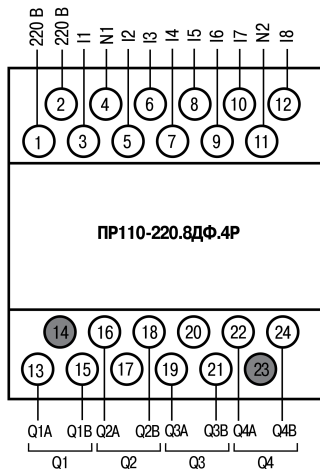 220 В 220 В I1 N1 I2 I3 I4 I5 I6 I7 N2 I8
2 4 6 8 10 12
1 3 5 7 9 11
ПР110-220.8ДФ.4Р
14 16 18 20 22 24
13 15 17 19 21 23
Q1A Q1B Q2A Q2B Q3A Q3B Q4A Q4B
Q1 Q2 Q3 Q4